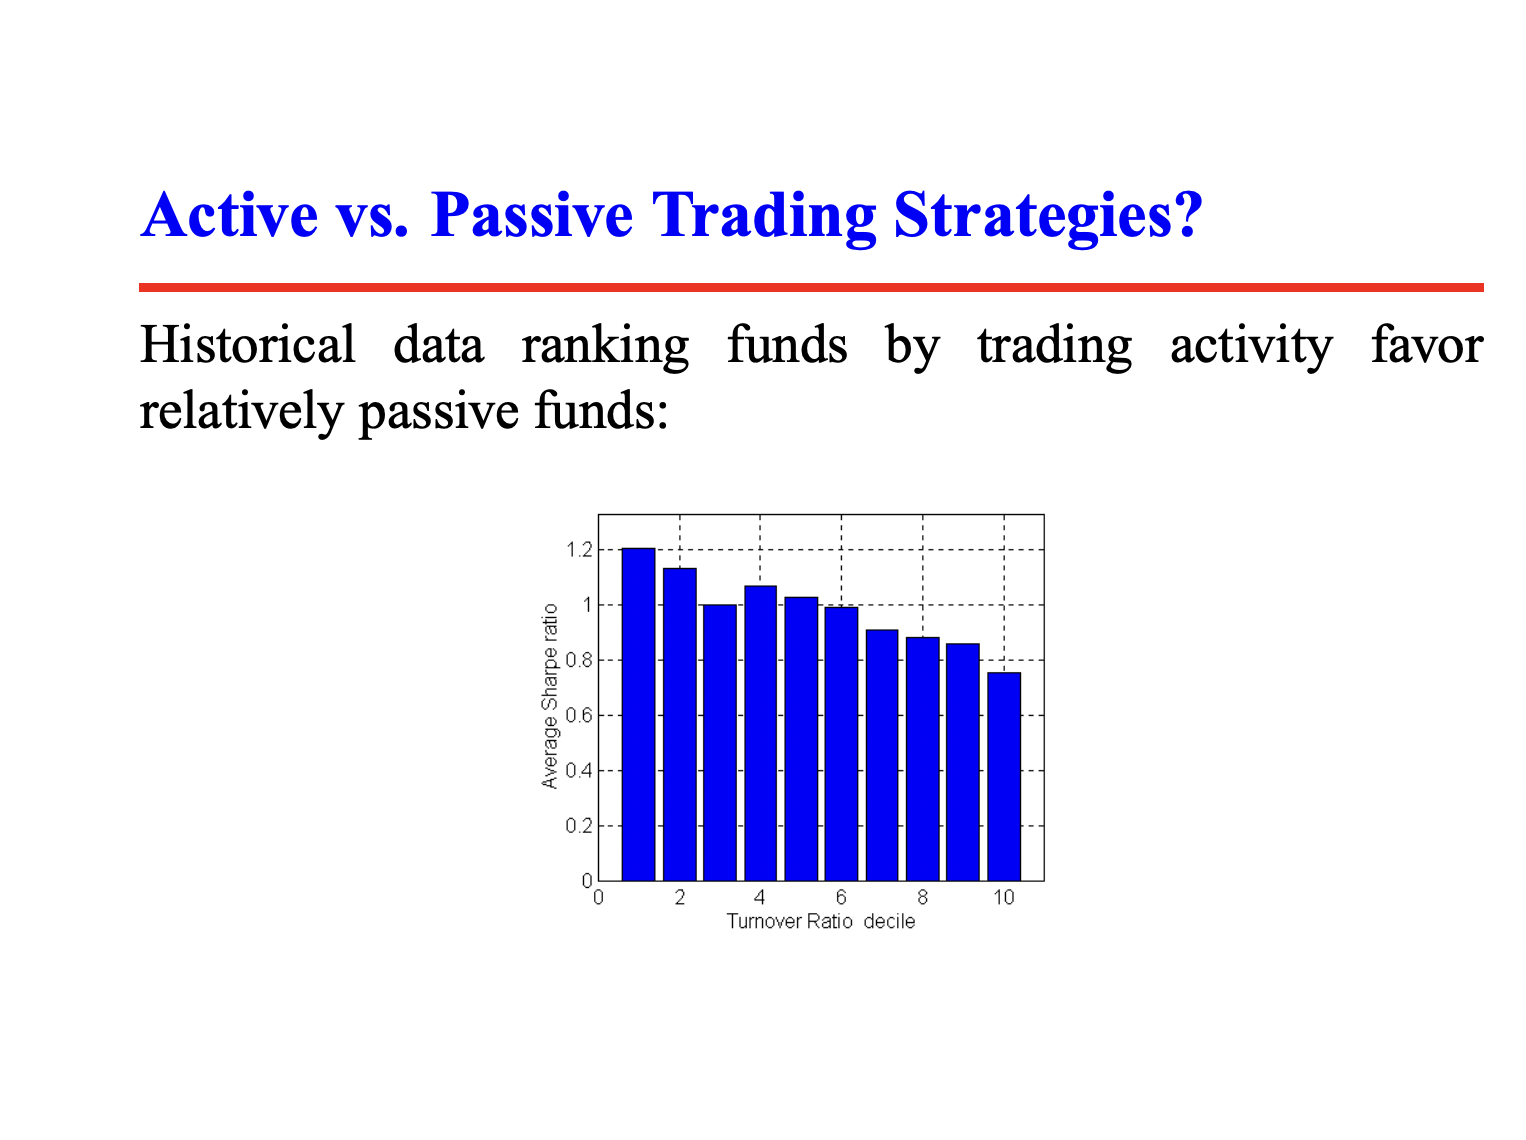 Active vs. Passive Trading Strategies?
Historical data ranking funds by trading activity favor
relatively passive funds:
1.2
1
0.8
0.6
0.4
0.2
0
Average Sharpe ratio
0 2 4 6 8 10
Turnover Ratio decile